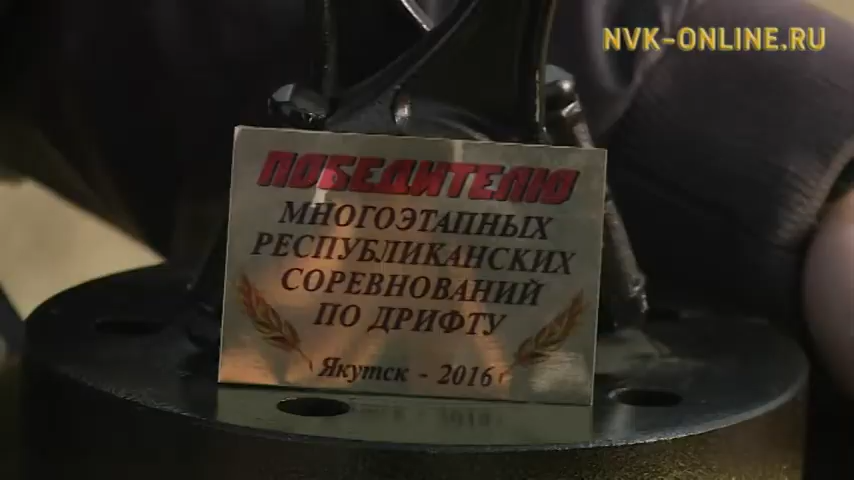 NVK-ONLINE.RU
ПОБЕДИТЕЛЮ
МНОГОЭТАПНЫХ
РЕСПУБЛИКАНСКИХ
СОРЕВНОВАНИЙ
ПО ДРИФТУ
Якутск - 2016